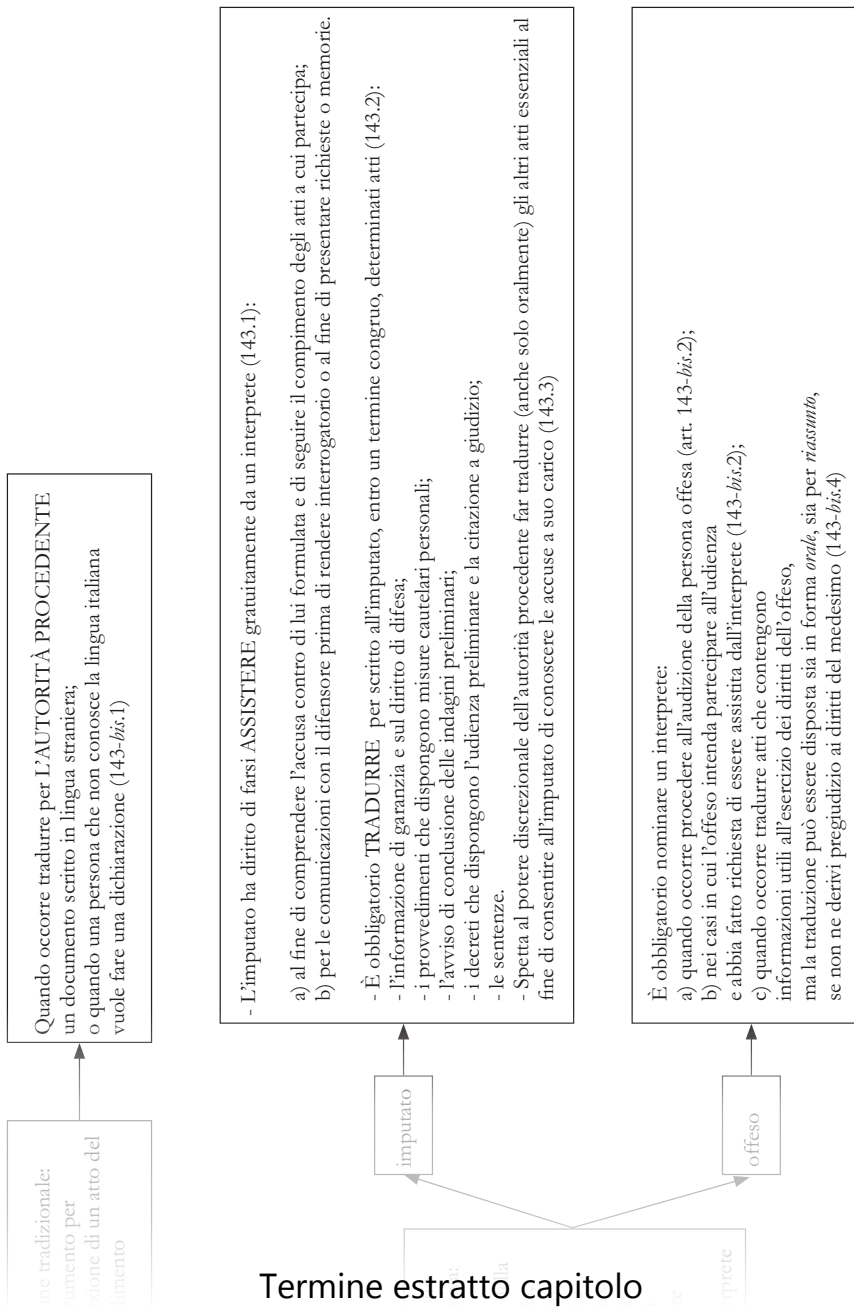 one tradizionale:
umento per
zione di un atto del
limento
Quando occorre tradurre per L'AUTORITÀ PROCEDENTE
un documento scritto in lingua straniera;
o quando una persona che non conosce la lingua italiana
vuole fare una dichiarazione (143-bis.1)
imputato
- L'imputato ha diritto di farsi ASSISTERE gratuitamente da un interprete (143.1):
a) al fine di comprendere l'accusa contro di lui formulata e di seguire il compimento degli atti a cui partecipa;
b) per le comunicazioni con il difensore prima di rendere interrogatorio o al fine di presentare richieste o memorie.
- È obbligatorio TRADURRE per scritto all'imputato, entro un termine congruo, determinati atti (143.2):
- l'informazione di garanzia e sul diritto di difesa;
- i provvedimenti che dispongono misure cautelari personali;
- l'avviso di conclusione delle indagini preliminari;
- i decreti che dispongono l'udienza preliminare e la citazione a giudizio;
- le sentenze.
- Spetta al potere discrezionale dell'autorità procedente far tradurre (anche solo oralmente) gli altri atti essenziali al
fine di consentire all'imputato di conoscere le accuse a suo carico (143.3)
offeso
È obbligatorio nominare un interprete:
a) quando occorre procedere all'audizione della persona offesa (art. 143-bis.2);
b) nei casi in cui l'offeso intenda partecipare all'udienza
e abbia fatto richiesta di essere assistita dall'interprete (143-bis.2);
c) quando occorre tradurre atti che contengono
informazioni utili all'esercizio dei diritti dell'offeso,
ma la traduzione può essere disposta sia in forma orale, sia per riassunto,
se non ne derivi pregiudizio ai diritti del medesimo (143-bis.4)
Termine estratto capitolo